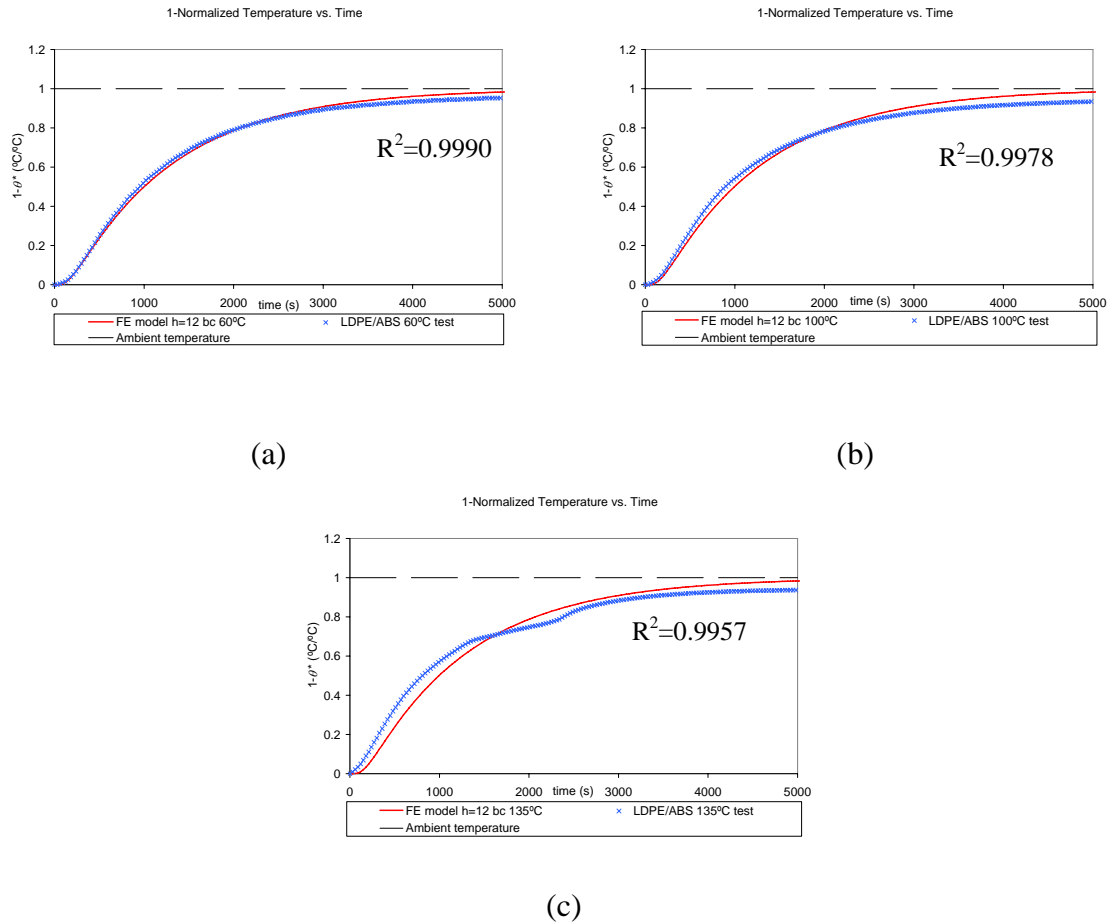 1-Normalized Temperature vs. Time
1.2
1
0.8
0.6
0.4
0.2
0
1-θ* (ºC/ºC)
R²=0.9990
0 1000 2000 3000 4000 5000
time (s)
FE model h=12 bc 60ºC
LDPE/ABS 60ºC test
Ambient temperature
(a)
1-Normalized Temperature vs. Time
1.2
1
0.8
0.6
0.4
0.2
0
1-θ* (ºC/ºC)
R²=0.9978
0 1000 2000 3000 4000 5000
time (s)
FE model h=12 bc 100ºC
LDPE/ABS 100ºC test
Ambient temperature
(b)
1-Normalized Temperature vs. Time
1.2
1
0.8
0.6
0.4
0.2
0
1-θ* (ºC/ºC)
R²=0.9957
0 1000 2000 3000 4000 5000
time (s)
FE model h=12 bc 135ºC
LDPE/ABS 135ºC test
Ambient temperature
(c)